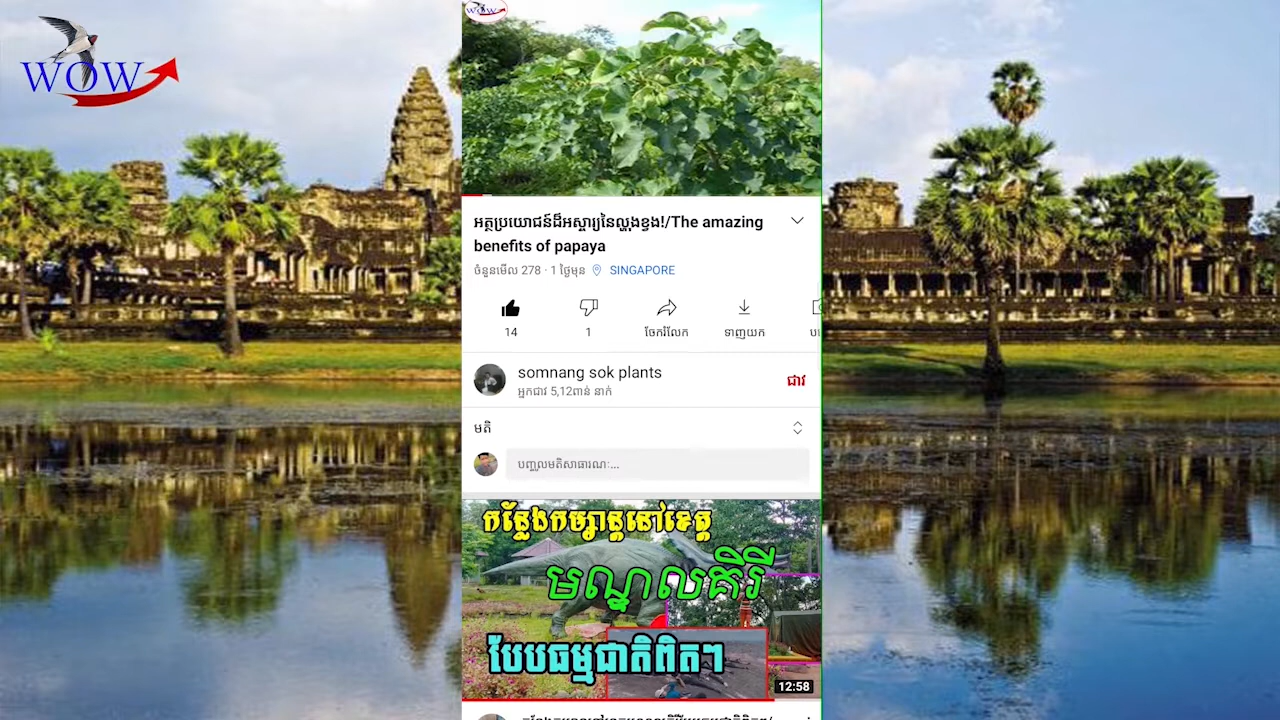 WOW
WOW
អត្ថប្រយោជន៍ដ៏អស្ចារ្យនៃល្ហុងខ្វង!/The amazing
benefits of papaya
ចំនួនមើល 278 · 1 ថ្ងៃមុន SINGAPORE
14
1
ចែករំលែក
ទាញយក
somnang sok plants
ជាវ
អ្នកជាវ 5,12ពាន់ នាក់
មតិ
បញ្ចូលមតិសាធារណៈ...
កន្លែងកម្សាន្តនៅខេត្ត
មណ្ឌលគិរី
បែបធម្មជាតិពិតៗ
12:58